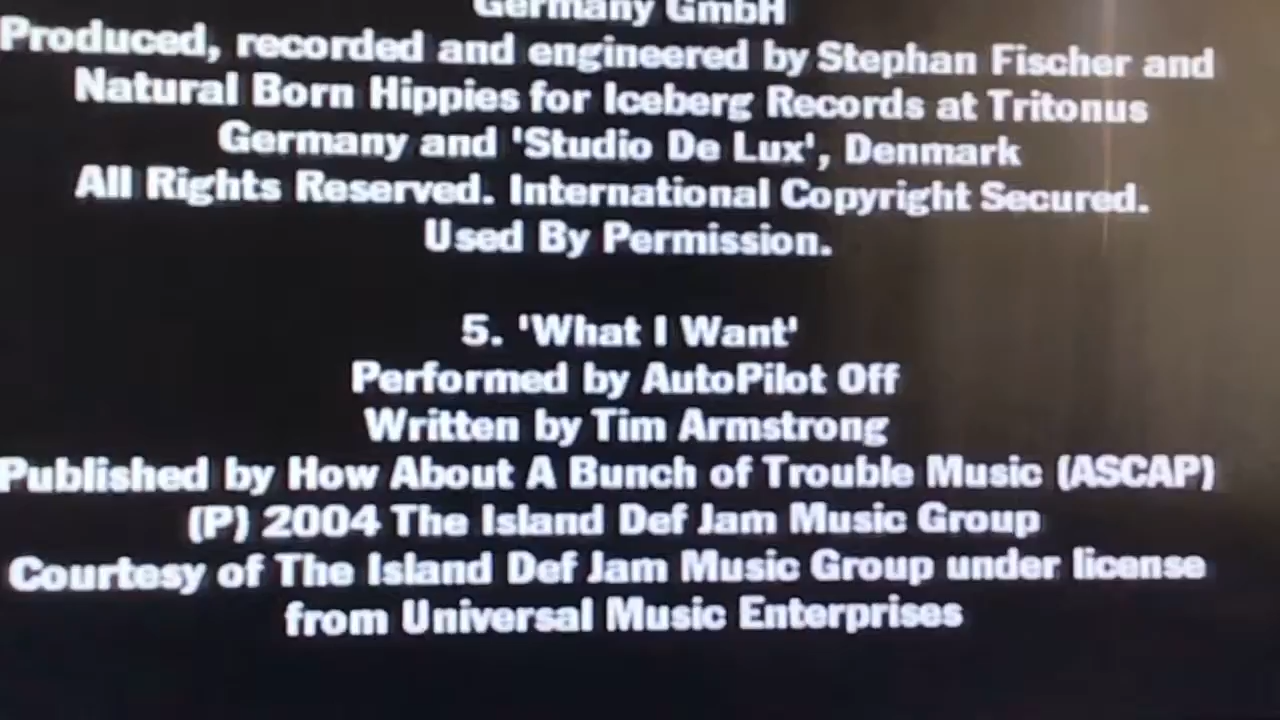 Germany GmbH
Produced, recorded and engineered by Stephan Fischer and
Natural Born Hippies for Iceberg Records at Tritonus
Germany and 'Studio De Lux', Denmark
All Rights Reserved. International Copyright Secured.
Used By Permission.
5. 'What I Want'
Performed by AutoPilot Off
Written by Tim Armstrong
Published by How About A Bunch of Trouble Music (ASCAP)
(P) 2004 The Island Def Jam Music Group
Courtesy of The Island Def Jam Music Group under license
from Universal Music Enterprises